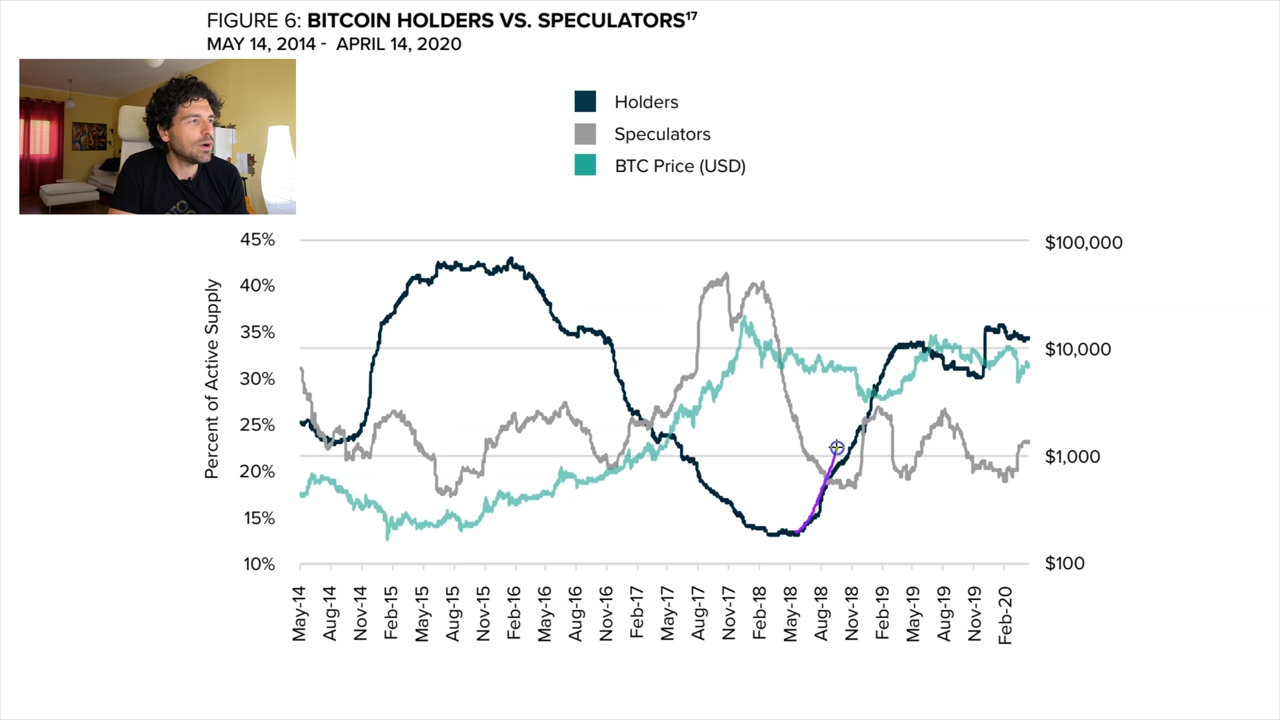 FIGURE 6: BITCOIN HOLDERS VS. SPECULATORS¹⁷
MAY 14, 2014 - APRIL 14, 2020
Holders
Speculators
BTC Price (USD)
Percent of Active Supply
45%
40%
35%
30%
25%
20%
15%
10%
$100,000
$10,000
$1,000
$100
May-14
Aug-14
Nov-14
Feb-15
May-15
Aug-15
Nov-15
Feb-16
May-16
Aug-16
Nov-16
Feb-17
May-17
Aug-17
Nov-17
Feb-18
May-18
Aug-18
Nov-18
Feb-19
May-19
Aug-19
Nov-19
Feb-20